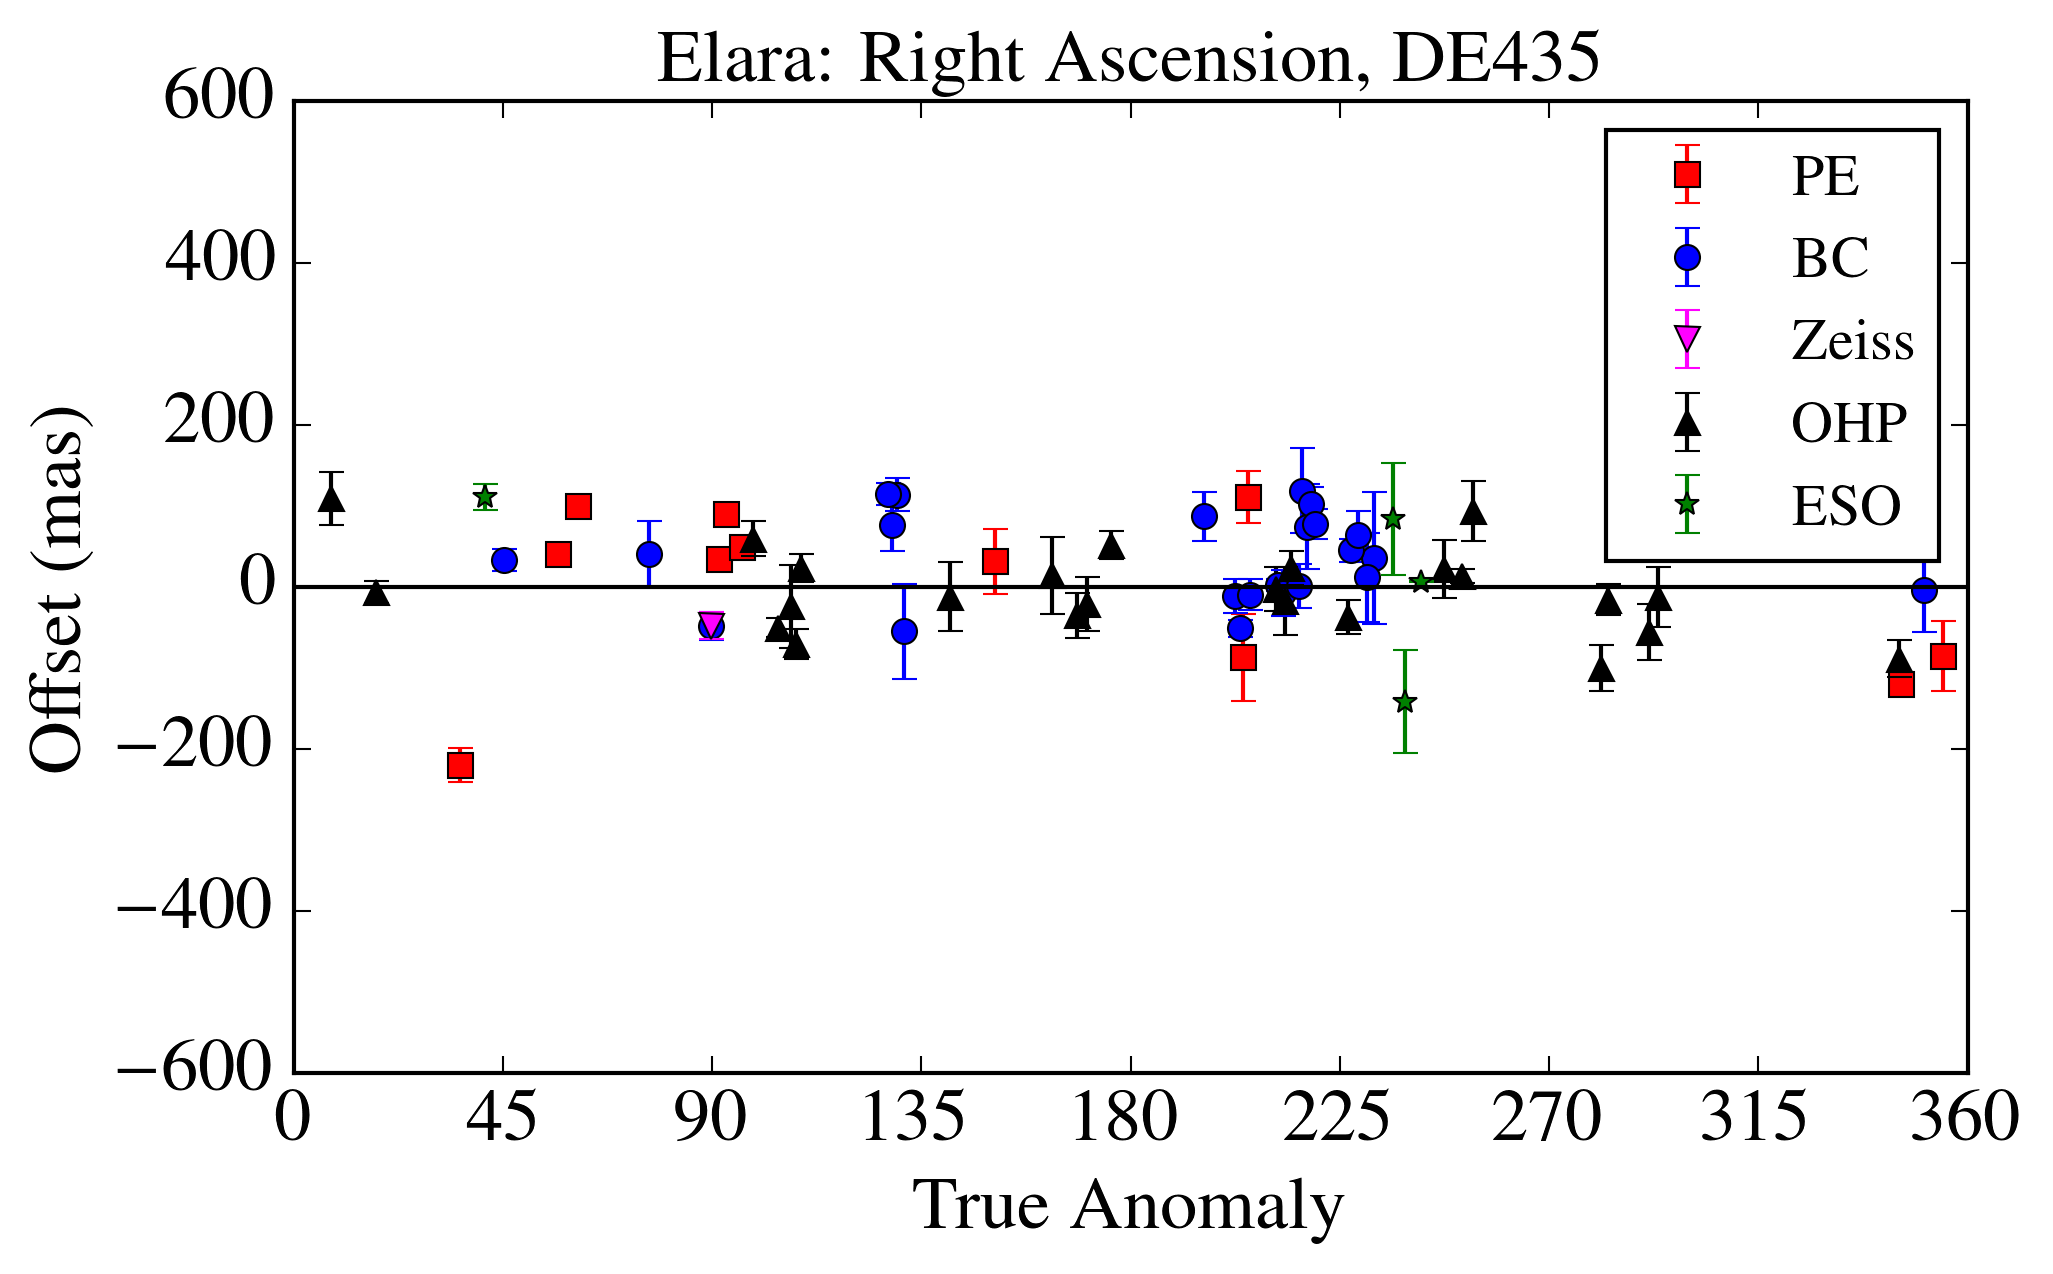 Elara: Right Ascension, DE435
600
400
200
0
−200
−400
−600
Offset (mas)
PE
BC
Zeiss
OHP
ESO
0 45 90 135 180 225 270 315 360
True Anomaly